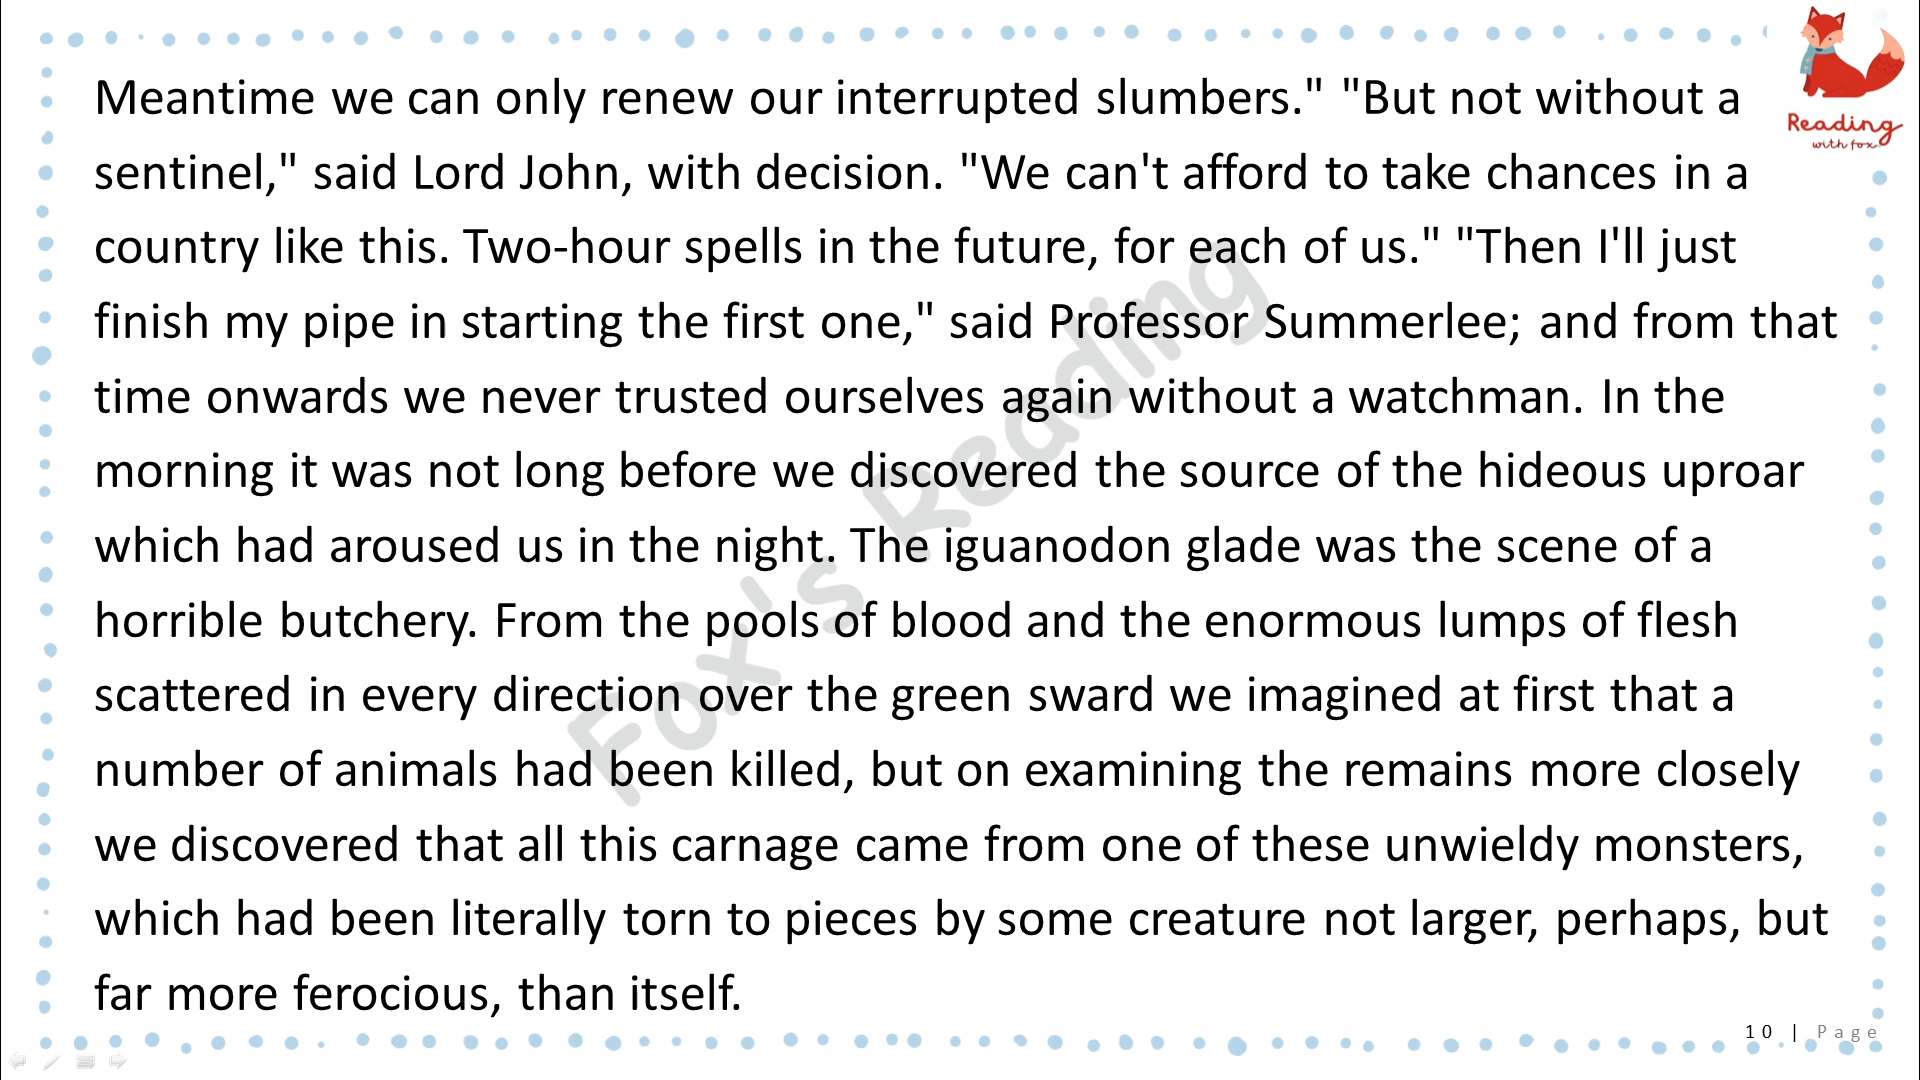 Meantime we can only renew our interrupted slumbers." "But not without a
sentinel," said Lord John, with decision. "We can't afford to take chances in a
country like this. Two-hour spells in the future, for each of us." "Then I'll just
finish my pipe in starting the first one," said Professor Summerlee; and from that
time onwards we never trusted ourselves again without a watchman. In the
morning it was not long before we discovered the source of the hideous uproar
which had aroused us in the night. The iguanodon glade was the scene of a
horrible butchery. From the pools of blood and the enormous lumps of flesh
scattered in every direction over the green sward we imagined at first that a
number of animals had been killed, but on examining the remains more closely
we discovered that all this carnage came from one of these unwieldy monsters,
which had been literally torn to pieces by some creature not larger, perhaps, but
far more ferocious, than itself.
Reading
with fox
Fox's Reading
10 | Page